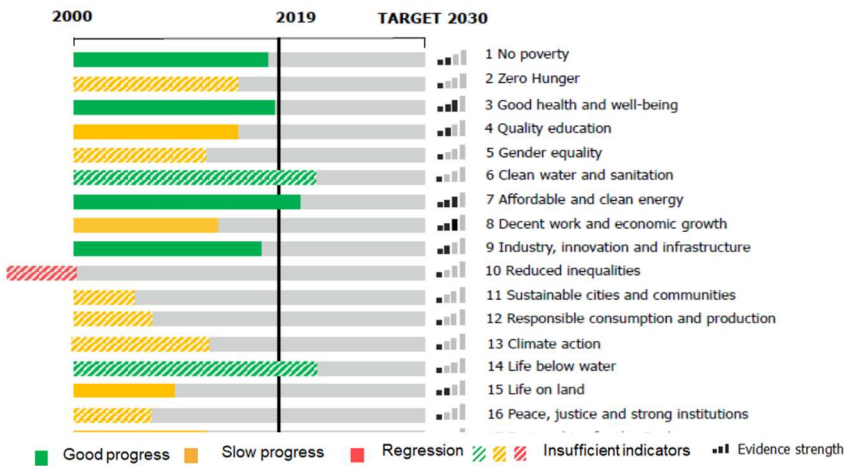 2000 2019 TARGET 2030
1 No poverty
2 Zero Hunger
3 Good health and well-being
4 Quality education
5 Gender equality
6 Clean water and sanitation
7 Affordable and clean energy
8 Decent work and economic growth
9 Industry, innovation and infrastructure
10 Reduced inequalities
11 Sustainable cities and communities
12 Responsible consumption and production
13 Climate action
14 Life below water
15 Life on land
16 Peace, justice and strong institutions
Good progress Slow progress Regression Insufficient indicators Evidence strength